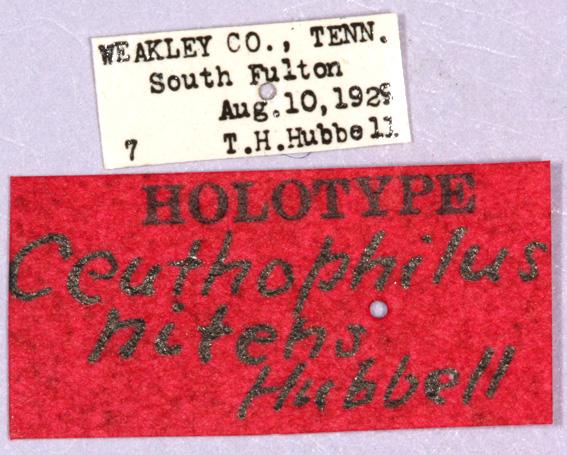 WEAKLEY CO., TENN.
South Fulton
Aug.10,1929
7 T.H.Hubbell
HOLOTYPE
Ceuthophilus
nitens
Hubbell